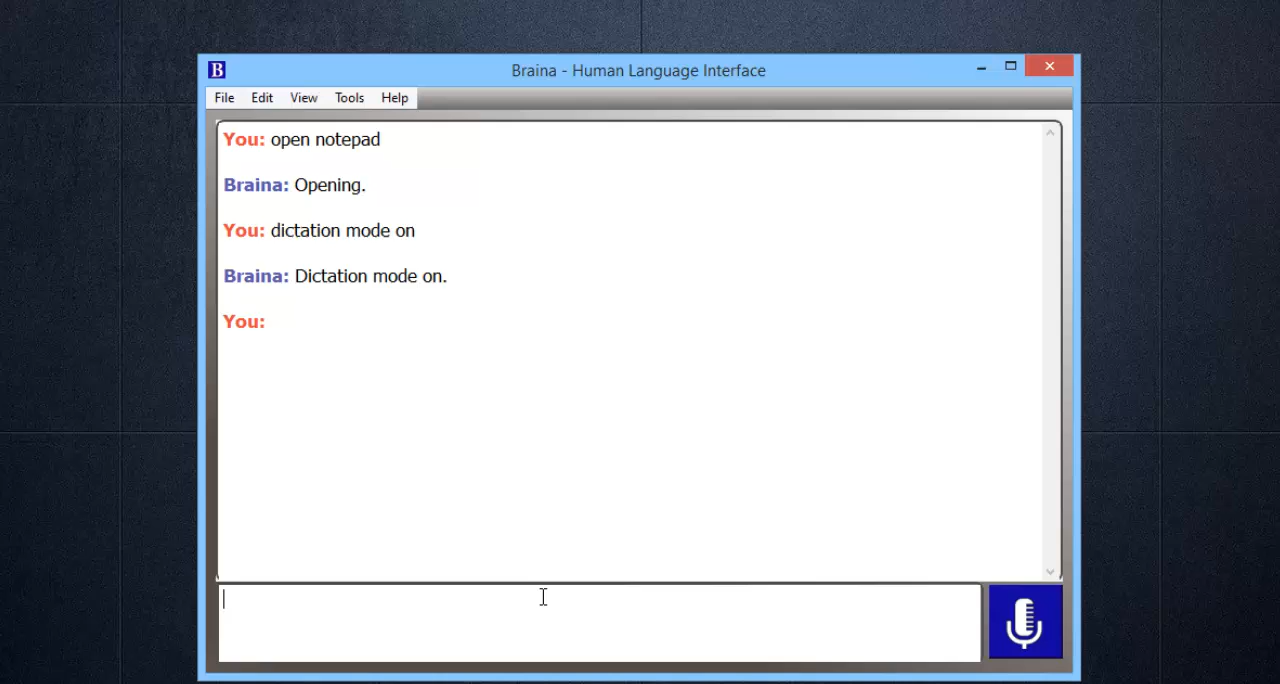 B
Braina - Human Language Interface
File Edit View Tools Help
You: open notepad
Braina: Opening.
You: dictation mode on
Braina: Dictation mode on.
You: